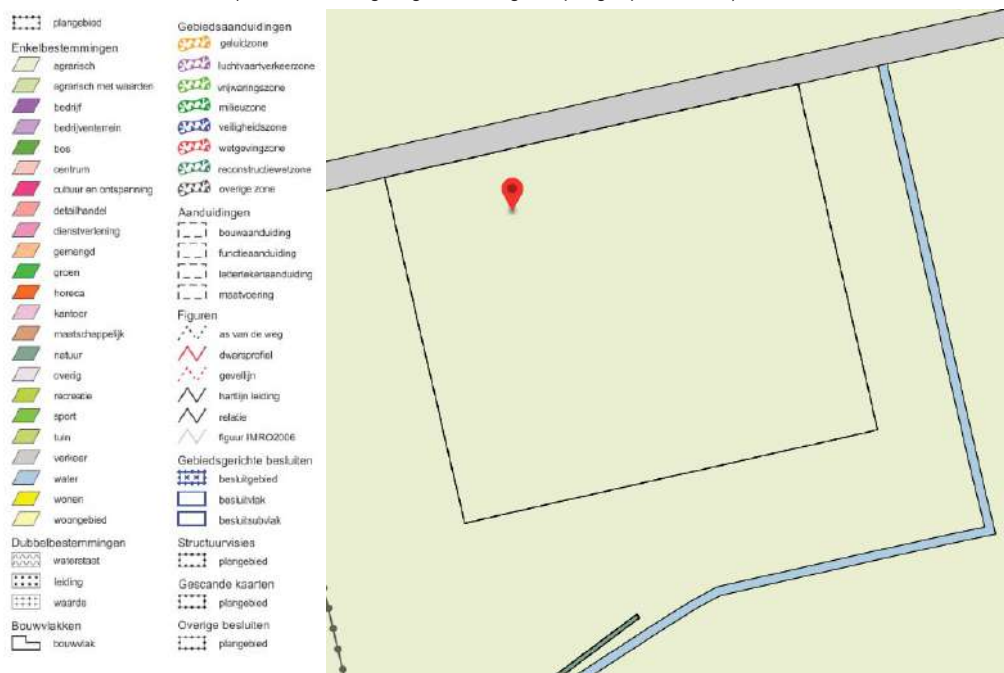 plangebied
Enkelbestemmingen
agrarisch
agrarisch met waarden
bedrijf
bedrijventerrein
bos
centrum
cultuur en ontspanning
detailhandel
dienstverlening
gemengd
groen
horeca
kantoor
maatschappelijk
natuur
overig
recreatie
sport
tuin
verkeer
water
wonen
woongebied
Dubbelbestemmingen
waterstaat
leiding
waarde
Bouwvlakken
bouwvlak
Gebiedsaanduidingen
geluidzone
luchtvaartverkeerzone
vrijwaringszone
milieuzone
veiligheidszone
wetgevingzone
reconstructiewetzone
overige zone
Aanduidingen
bouwaanduiding
functieaanduiding
lettertekenaanduiding
maatvoering
Figuren
as van de weg
dwarsprofiel
gevellijn
hartlijn leiding
relatie
figuur IMRO2006
Gebiedsgerichte besluiten
besluitgebied
besluitvlak
besluitsubvlak
Structuurvisies
plangebied
Gescande kaarten
plangebied
Overige besluiten
plangebied